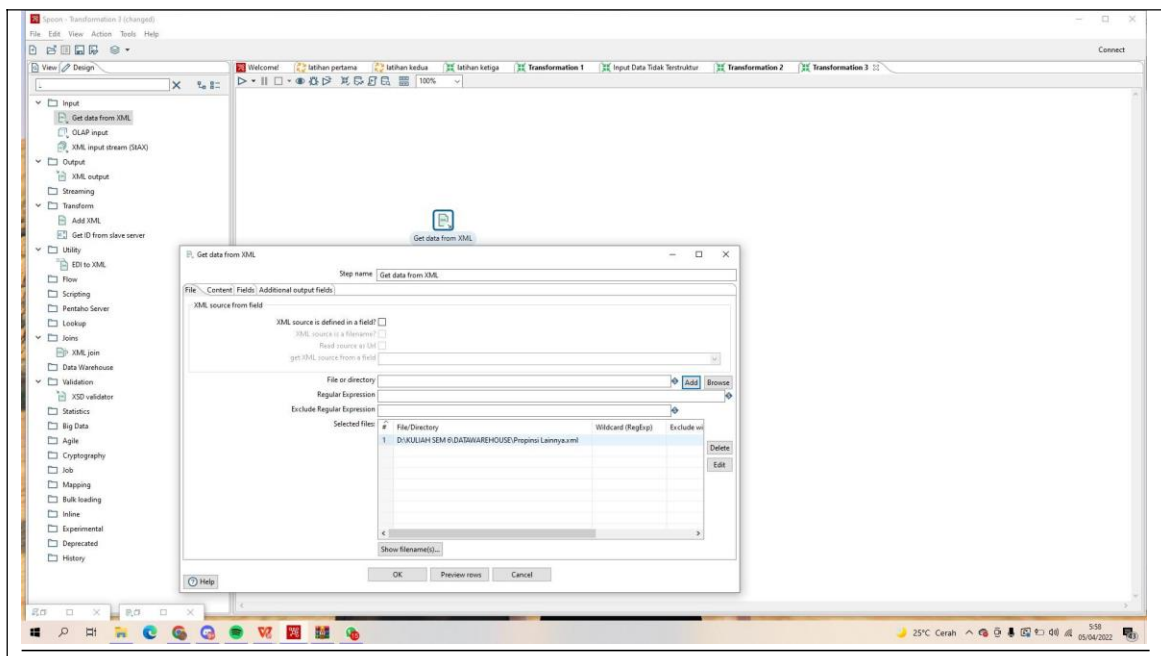 Spoon - Transformation 3 (changed)
File Edit View Action Tools Help
Connect
View Design
Welcome! latihan pertama latihan kedua latihan ketiga Transformation 1 Input Data Tidak Terstruktur Transformation 2 Transformation 3
100%
Input
Get data from XML
OLAP input
XML input stream (StAX)
Output
XML output
Streaming
Transform
Add XML
Get ID from slave server
Utility
EDI to XML
Flow
Scripting
Pentaho Server
Lookup
Joins
XML join
Data Warehouse
Validation
XSD validator
Statistics
Big Data
Agile
Cryptography
Job
Mapping
Bulk loading
Inline
Experimental
Deprecated
History
Get data from XML
Get data from XML
Step name Get data from XML
File Content Fields Additional output fields
XML source from field
XML source is defined in a field?
XML source is a filename?
Read source as Url
get XML source from a field
File or directory Add Browse
Regular Expression
Exclude Regular Expression
Selected files: # File/Directory Wildcard (RegExp) Exclude wi
1 D:\KULIAH SEM 6\DATAWAREHOUSE\Propinsi Lainnya.xml
Delete
Edit
Show filename(s)...
Help OK Preview rows Cancel
25°C Cerah 5:58
05/04/2022